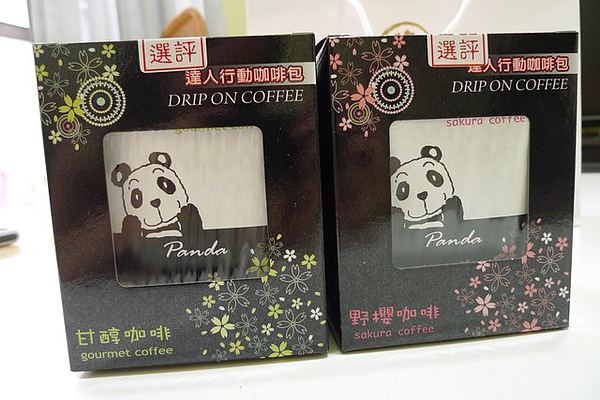 選評
達人行動咖啡包
DRIP ON COFFEE
Panda
甘醇咖啡
gourmet coffee
選評
達人行動咖啡包
DRIP ON COFFEE
sakura coffee
Panda
野櫻咖啡
sakura coffee